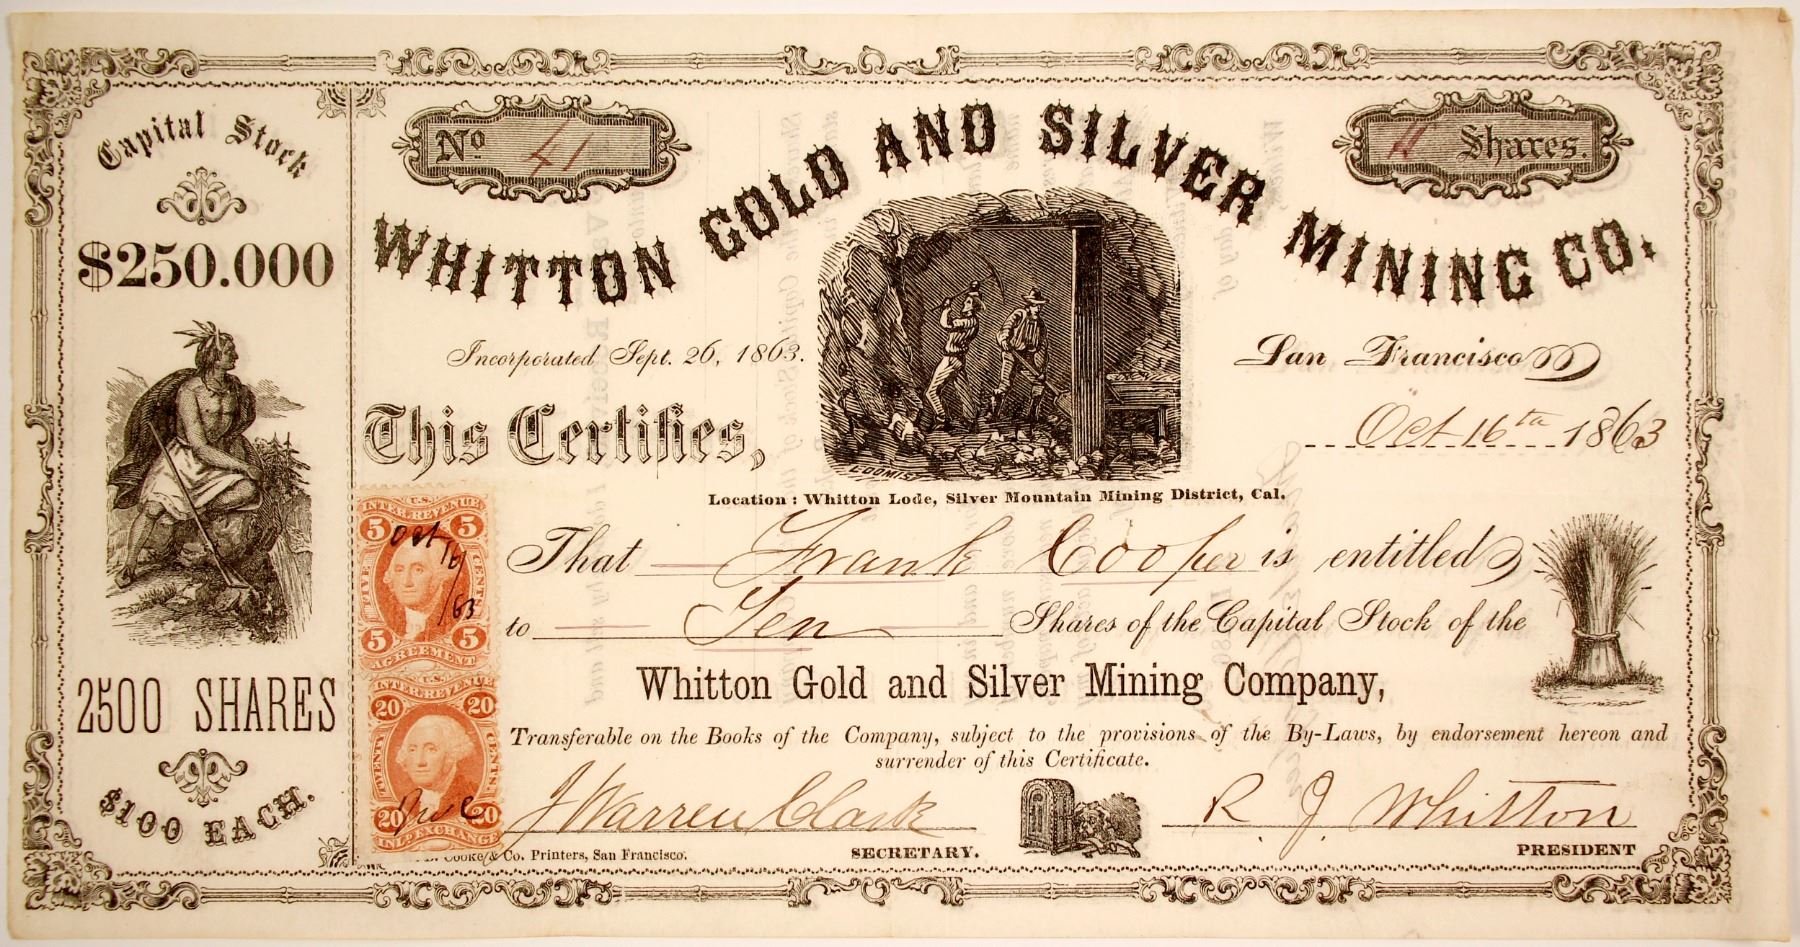 Capital Stock
$250.000
2500 SHARES
$100 EACH.
No. 41
Shares.
WHITTON GOLD AND SILVER MINING CO.
Incorporated Sept. 26, 1863.
San Francisco
Oct 16th 1863
This Certifies,
LOOMIS
Location : Whitton Lode, Silver Mountain Mining District, Cal.
That Frank Cooper is entitled
to Ten Shares of the Capital Stock of the
Whitton Gold and Silver Mining Company,
Transferable on the Books of the Company, subject to the provisions of the By-Laws, by endorsement hereon and
surrender of this Certificate.
J Warren Clark
SECRETARY.
R. J. Whitton
PRESIDENT
Cooke & Co. Printers, San Francisco.
U.S.
INTER. REVENUE
5 5
FIVE CENTS
Oct 16/63
5 5
AGREEMENT
U.S.
INTER. REVENUE
20 20
TWENTY CENTS
20 20
INL'D EXCHANGE